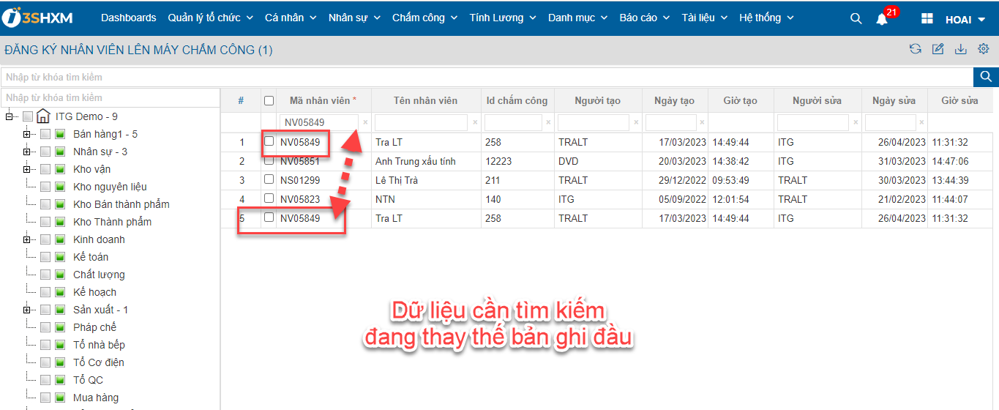 3SHXM Dashboards Quản lý tổ chức Cá nhân Nhân sự Chấm công Tính Lương Danh mục Báo cáo Tài liệu Hệ thống 21 HOAI
ĐĂNG KÝ NHÂN VIÊN LÊN MÁY CHẤM CÔNG (1)
Nhập từ khóa tìm kiếm
Nhập từ khóa tìm kiếm
ITG Demo - 9
Bán hàng1 - 5
Nhân sự - 3
Kho vận
Kho nguyên liệu
Kho Bán thành phẩm
Kho Thành phẩm
Kinh doanh
Kế toán
Chất lượng
Kế hoạch
Sản xuất - 1
Pháp chế
Tổ nhà bếp
Tổ Cơ điện
Tổ QC
Mua hàng
# Mã nhân viên * Tên nhân viên Id chấm công Người tạo Ngày tạo Giờ tạo Người sửa Ngày sửa Giờ sửa
NV05849 × × × × × × ×
1 NV05849 Tra LT 258 TRALT 17/03/2023 14:49:44 ITG 26/04/2023 11:31:32
2 NV05851 Anh Trung xấu tính 12223 DVD 20/03/2023 14:38:42 ITG 31/03/2023 14:47:06
3 NS01299 Lê Thị Trà 211 TRALT 29/12/2022 09:53:49 TRALT 30/03/2023 13:44:39
4 NV05823 NTN 140 ITG 05/09/2022 12:01:54 TRALT 21/02/2023 11:44:07
5 NV05849 Tra LT 258 TRALT 17/03/2023 14:49:44 ITG 26/04/2023 11:31:32
Dữ liệu cần tìm kiếm
đang thay thế bản ghi đầu